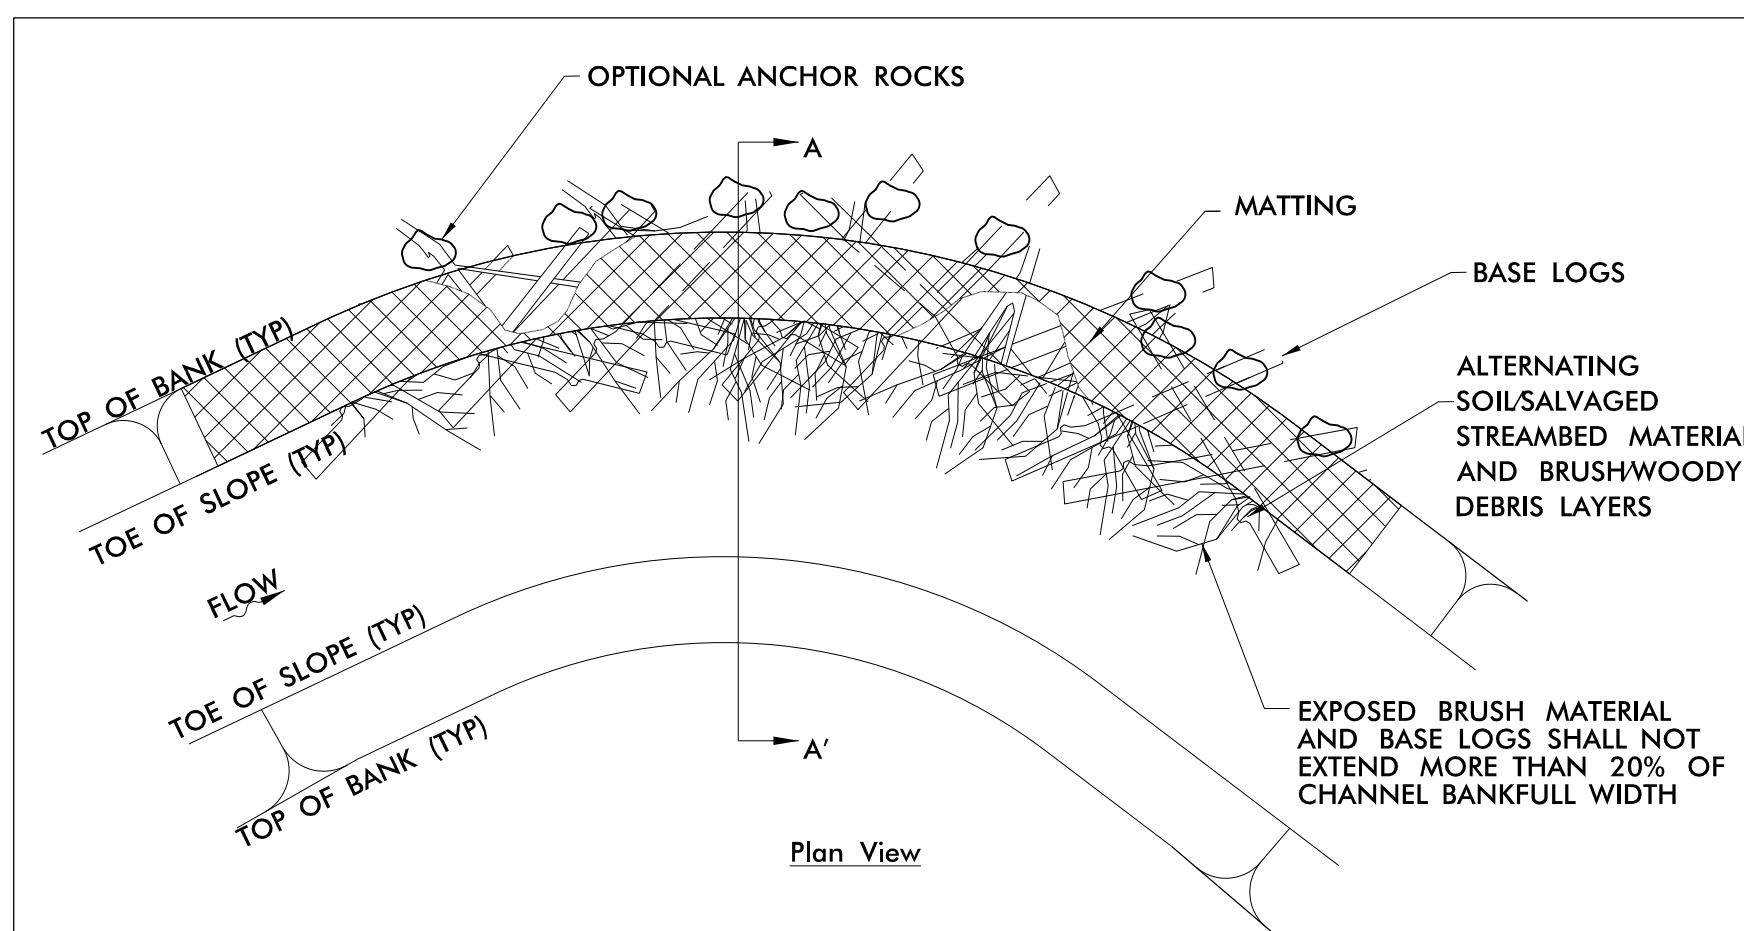 OPTIONAL ANCHOR ROCKS
A
MATTING
BASE LOGS
ALTERNATING
SOIL/SALVAGED
STREAMBED MATERIAL
AND BRUSH/WOODY
DEBRIS LAYERS
TOP OF BANK (TYP)
TOE OF SLOPE (TYP)
FLOW
TOE OF SLOPE (TYP)
TOP OF BANK (TYP)
A'
EXPOSED BRUSH MATERIAL
AND BASE LOGS SHALL NOT
EXTEND MORE THAN 20% OF
CHANNEL BANKFULL WIDTH
Plan View